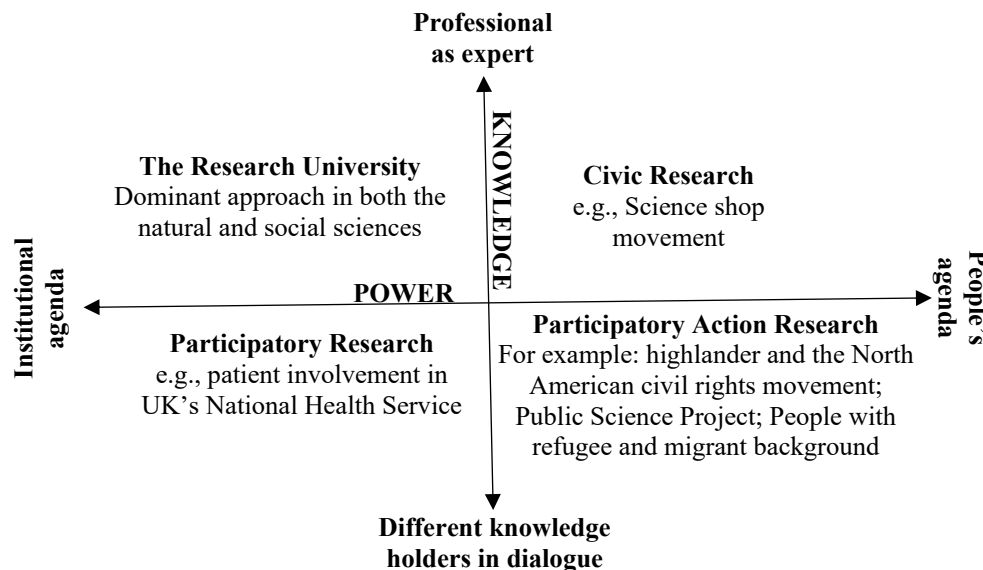 Professional
as expert
KNOWLEDGE
The Research University
Dominant approach in both the
natural and social sciences
Civic Research
e.g., Science shop
movement
Institutional
agenda
POWER
People's
agenda
Participatory Research
e.g., patient involvement in
UK's National Health Service
Participatory Action Research
For example: highlander and the North
American civil rights movement;
Public Science Project; People with
refugee and migrant background
Different knowledge
holders in dialogue